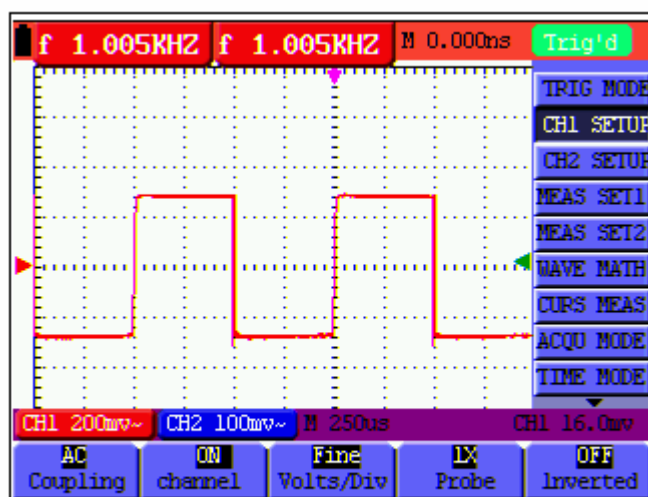 f 1.005KHZ f 1.005KHZ M 0.000ns Trig'd
TRIG MODE
CH1 SETUP
CH2 SETUP
MEAS SET1
MEAS SET2
WAVE MATH
CURS MEAS
ACQU MODE
TIME MODE
CH1 200mv~ CH2 100mv~ M 250us CH1 16.0mv
AC ON Fine 1X OFF
Coupling channel Volts/Div Probe Inverted